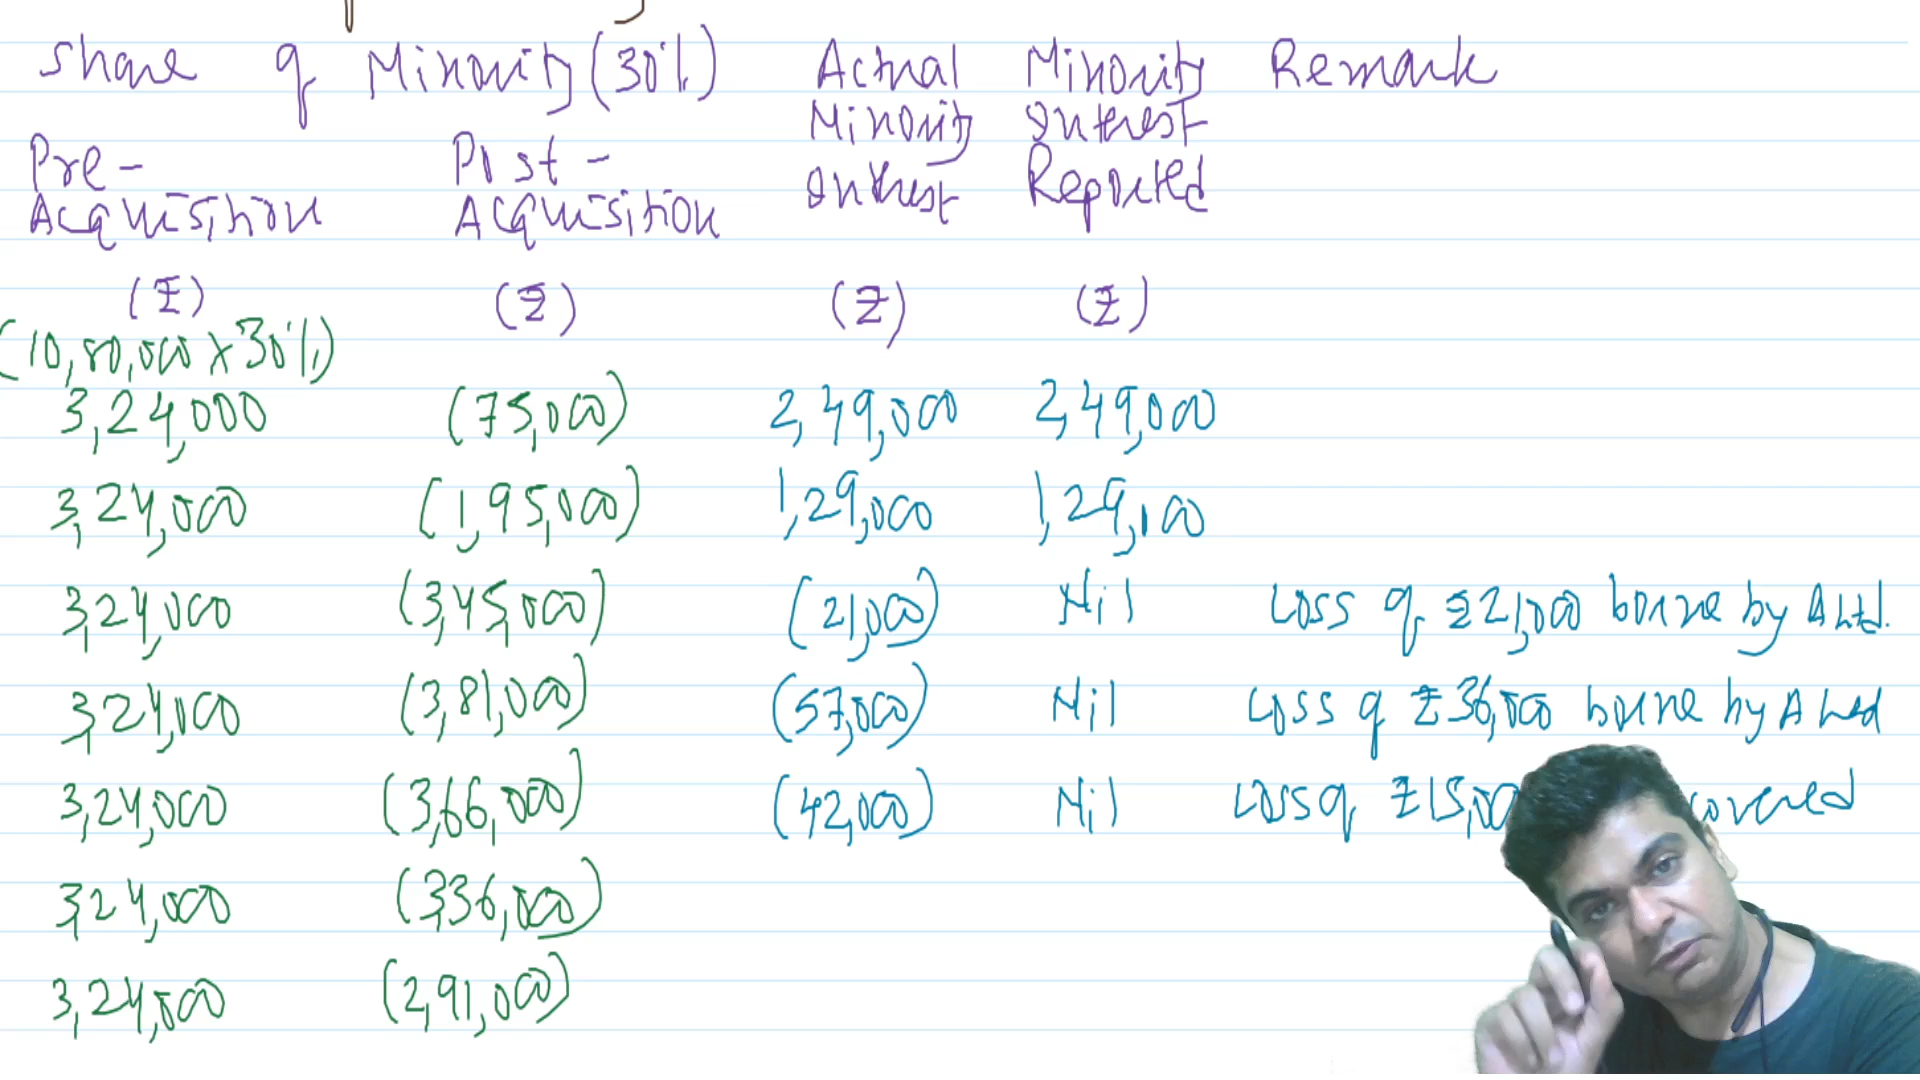 Share of Minority (30%) Actual Minority Remark
Minority Interest
Pre- Post- Interest Reported
Acquisition Acquisition
(₹) (₹) (₹) (₹)
(10,80,000 x 30%)
3,24,000 (75,000) 2,49,000 2,49,000
3,24,000 (1,95,000) 1,29,000 1,29,000
3,24,000 (3,45,000) (21,000) Nil Loss of ₹21,000 borne by A Ltd.
3,24,000 (3,81,000) (57,000) Nil Loss of ₹36,000 borne by A Ltd
3,24,000 (3,66,000) (42,000) Nil Loss of
3,24,000 (3,36,000)
3,24,000 (2,91,000)